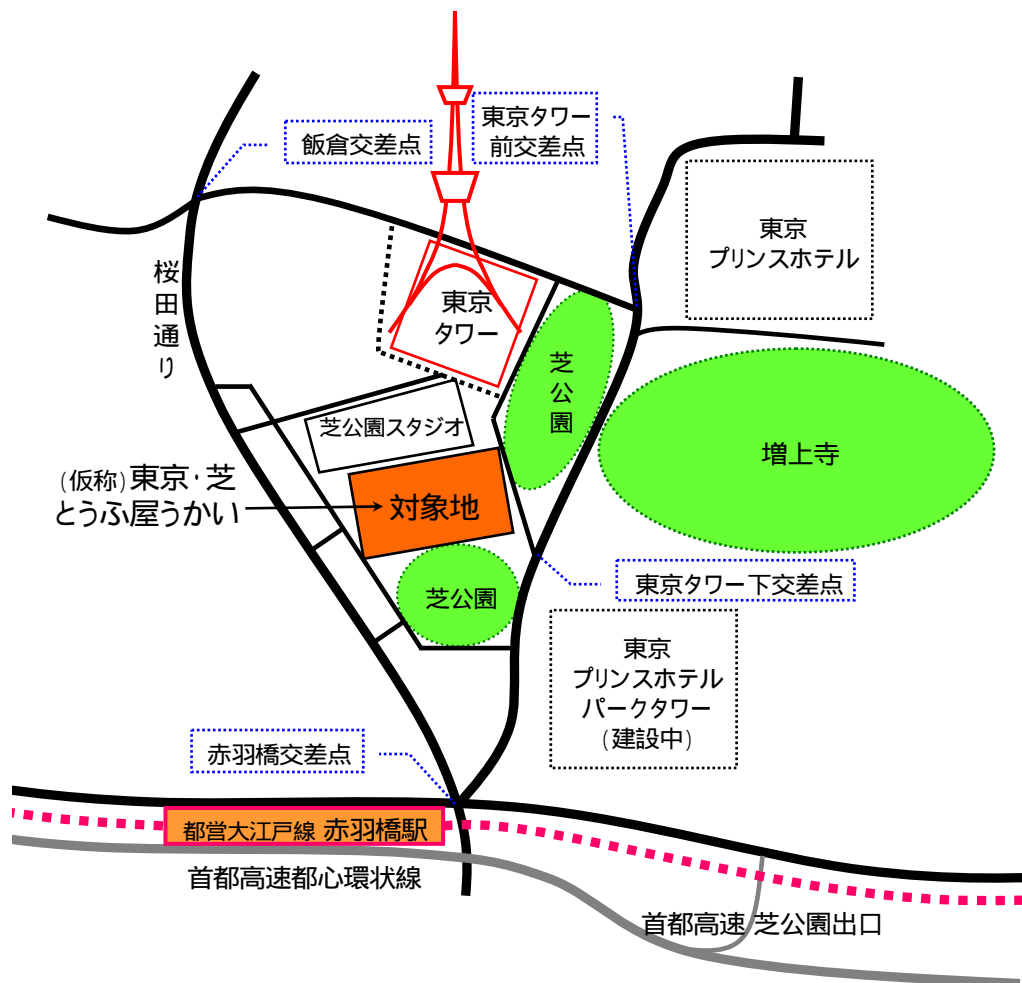 飯倉交差点
東京タワー
前交差点
東京
プリンスホテル
桜田通り
東京
タワー
芝公園
芝公園スタジオ
増上寺
(仮称)東京・芝
とうふ屋うかい
対象地
芝公園
東京タワー下交差点
東京
プリンスホテル
パークタワー
(建設中)
赤羽橋交差点
都営大江戸線 赤羽橋駅
首都高速都心環状線
首都高速 芝公園出口